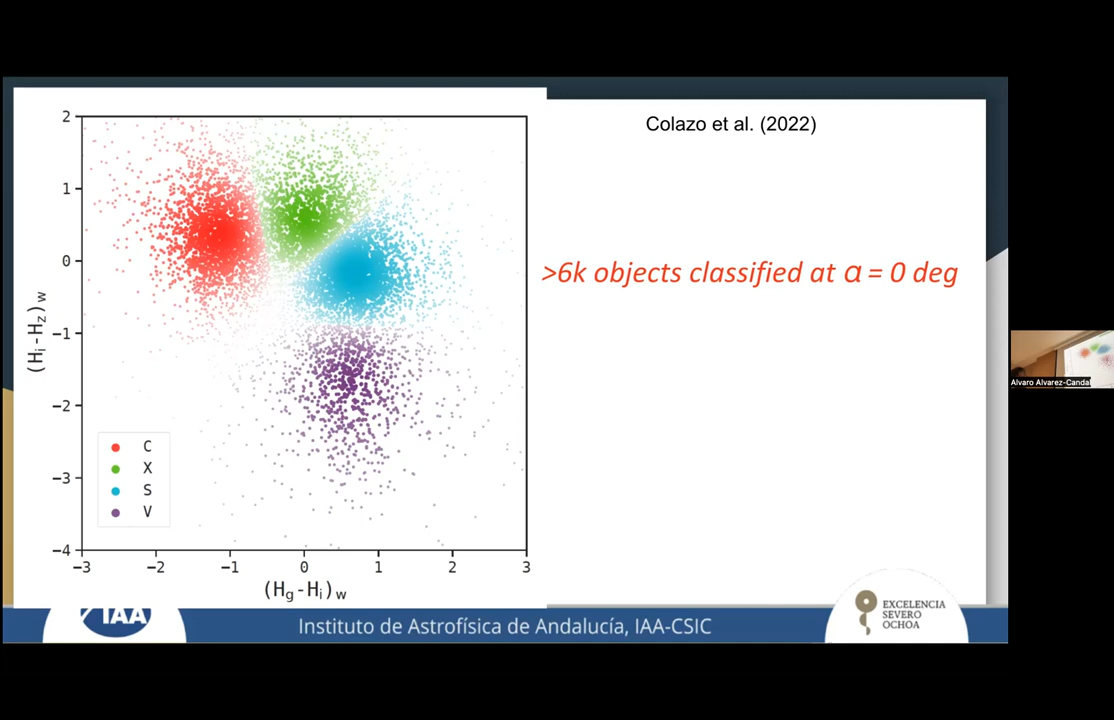 Colazo et al. (2022)
>6k objects classified at α = 0 deg
2
1
0
−1
−2
−3
−4
(Hi-Hz)w
C
X
S
V
−3 −2 −1 0 1 2 3
(Hg-Hi)w
IAA
Instituto de Astrofísica de Andalucía, IAA-CSIC
EXCELENCIA
SEVERO
OCHOA
Alvaro Alvarez-Candal